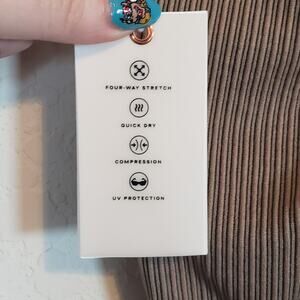 FOUR-WAY STRETCH
QUICK DRY
COMPRESSION
UV PROTECTION